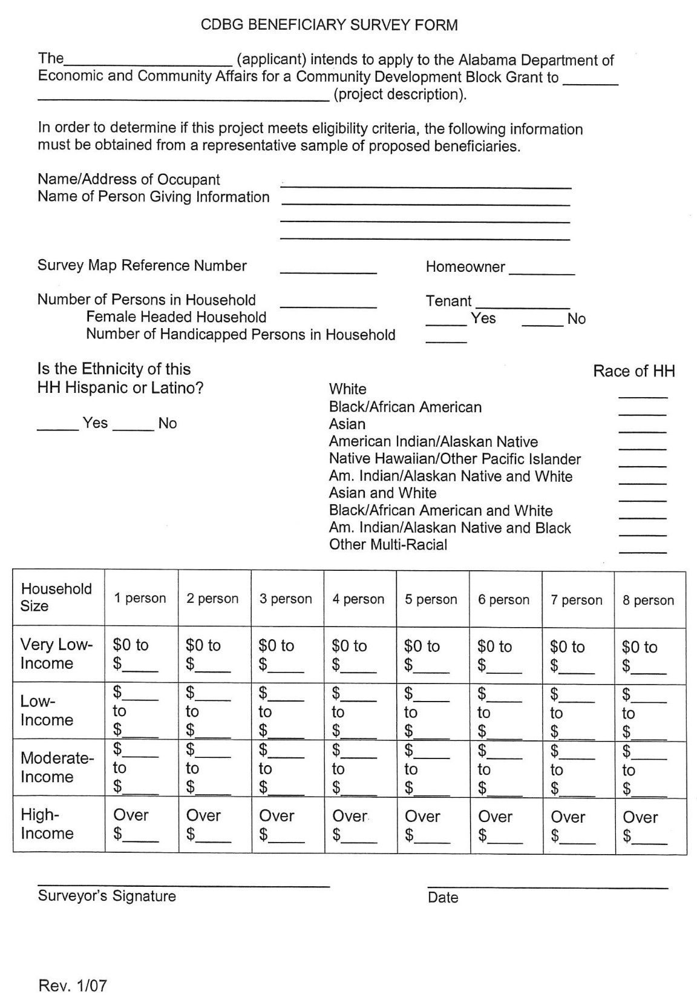 CDBG BENEFICIARY SURVEY FORM
The____________________ (applicant) intends to apply to the Alabama Department of
Economic and Community Affairs for a Community Development Block Grant to _______
___________________________________ (project description).
In order to determine if this project meets eligibility criteria, the following information
must be obtained from a representative sample of proposed beneficiaries.
Name/Address of Occupant
Name of Person Giving Information
Survey Map Reference Number ____________ Homeowner ________
Number of Persons in Household ____________ Tenant ___________
Female Headed Household _____ Yes _____ No
Number of Handicapped Persons in Household _____
Is the Ethnicity of this Race of HH
HH Hispanic or Latino? White ______
Black/African American ______
_____ Yes _____ No Asian ______
American Indian/Alaskan Native ______
Native Hawaiian/Other Pacific Islander ______
Am. Indian/Alaskan Native and White ______
Asian and White ______
Black/African American and White ______
Am. Indian/Alaskan Native and Black ______
Other Multi-Racial ______
Household Size 1 person 2 person 3 person 4 person 5 person 6 person 7 person 8 person
Very Low- $0 to $0 to $0 to $0 to $0 to $0 to $0 to $0 to
Income $____ $____ $____ $____ $____ $____ $____ $____
$____ $____ $____ $____ $____ $____ $____ $____
Low- to to to to to to to to
Income $____ $____ $____ $____ $____ $____ $____ $____
$____ $____ $____ $____ $____ $____ $____ $____
Moderate- to to to to to to to to
Income $____ $____ $____ $____ $____ $____ $____ $____
High- Over Over Over Over Over Over Over Over
Income $____ $____ $____ $____ $____ $____ $____ $____
Surveyor's Signature Date
Rev. 1/07